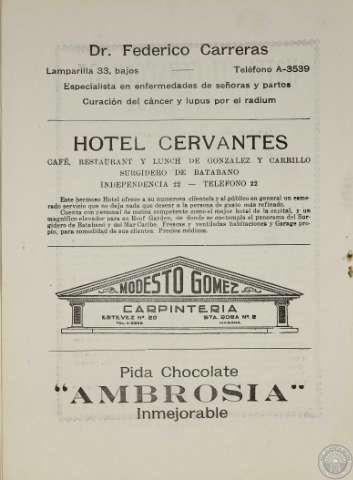 Dr. Federico Carreras
Lamparilla 33, bajos — Teléfono A-3539
Especialista en enfermedades de señoras y partos
Curación del cáncer y lupus por el radium
HOTEL CERVANTES
CAFÉ, RESTAURANT Y LUNCH DE GONZALEZ Y CARRILLO
SURGIDERO DE BATABANO
INDEPENDENCIA 22 — TELEFONO 22
Este hermoso Hotel ofrece a su numerosa clientela y al público en general un esme-
rado servicio que no deja nada que desear a la persona de gusto más refinado.
Cuenta con personal de cocina competente como el mejor hotel de la capital, y un
magnífico elevador para su Roof Garden, de donde se contempla el panorama del Sur-
gidero de Batabanó y del Mar Caribe. Frescas y ventiladas habitaciones y Garage pro-
pio, para comodidad de sus clientes. Precios módicos.
MODESTO GOMEZ
CARPINTERIA
ESTEVEZ Nº 20 STA. ROSA Nº 2
HABANA
Pida Chocolate
"AMBROSIA"
Inmejorable